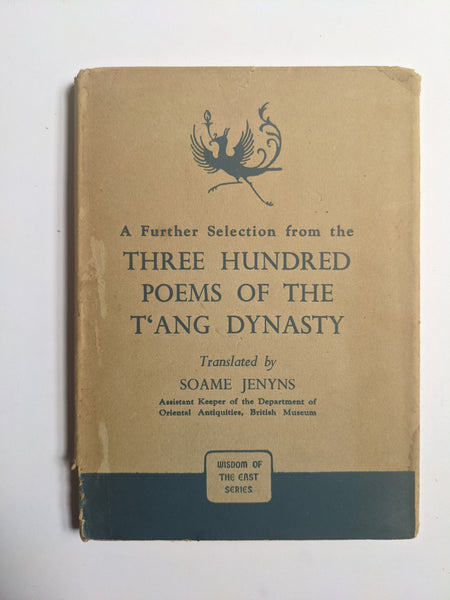 A Further Selection from the
THREE HUNDRED
POEMS OF THE
T‘ANG DYNASTY
Translated by
SOAME JENYNS
Assistant Keeper of the Department of
Oriental Antiquities, British Museum
WISDOM OF
THE EAST
SERIES